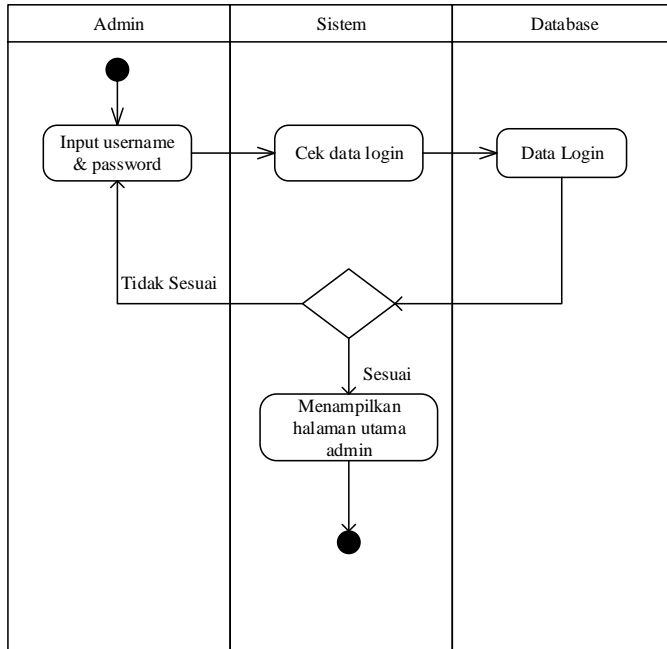 Admin
Sistem
Database
Input username
& password
Cek data login
Data Login
Tidak Sesuai
Sesuai
Menampilkan
halaman utama
admin